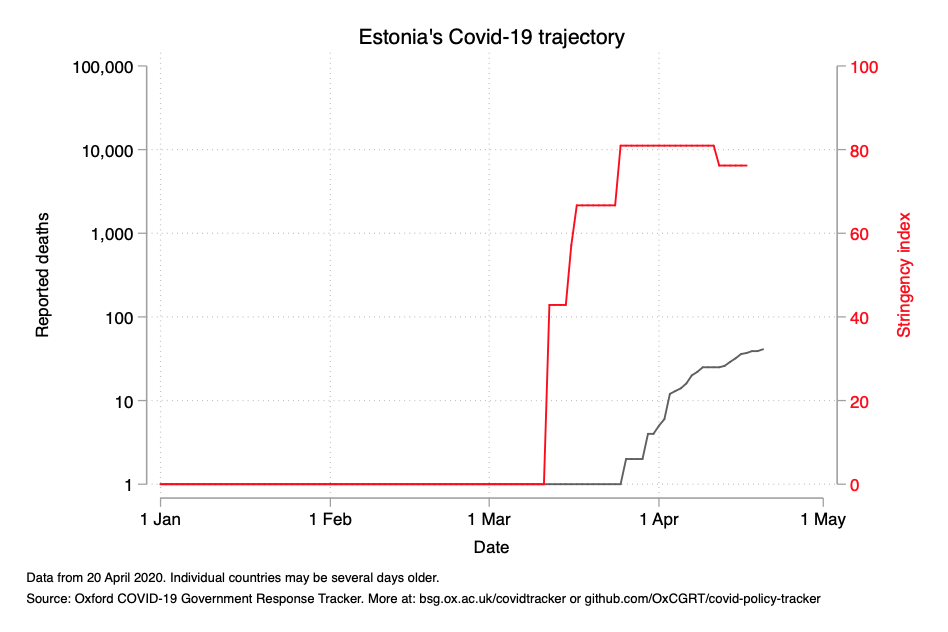 Estonia's Covid-19 trajectory
100,000
10,000
1,000
100
10
1
Reported deaths
100
80
60
40
20
0
Stringency index
1 Jan
1 Feb
1 Mar
1 Apr
1 May
Date
Data from 20 April 2020. Individual countries may be several days older.
Source: Oxford COVID-19 Government Response Tracker. More at: bsg.ox.ac.uk/covidtracker or github.com/OxCGRT/covid-policy-tracker